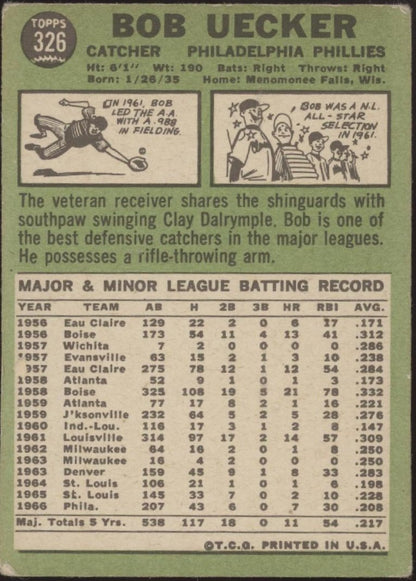 TOPPS
326
BOB UECKER
CATCHER PHILADELPHIA PHILLIES
Ht: 6'1" Wt: 190 Bats: Right Throws: Right
Born: 1/26/35 Home: Menomonee Falls, Wis.
IN 1961, BOB
LED THE A.A.
WITH A .988
IN FIELDING.
BOB WAS A N.L.
ALL-STAR
SELECTION
IN 1961.
The veteran receiver shares the shinguards with
southpaw swinging Clay Dalrymple. Bob is one of
the best defensive catchers in the major leagues.
He possesses a rifle-throwing arm.
MAJOR & MINOR LEAGUE BATTING RECORD
YEAR TEAM AB H 2B 3B HR RBI AVG.
1956 Eau Claire 129 22 2 0 6 17 .171
1956 Boise 173 54 11 4 13 41 .312
1957 Wichita 7 2 0 0 0 0 .286
1957 Evansville 63 15 2 1 3 10 .238
957 Eau Claire 275 78 12 1 12 54 .284
1958 Atlanta 52 9 1 0 1 3 .173
1958 Boise 325 108 19 5 21 78 .332
1959 Atlanta 77 17 8 2 1 16 .221
1959 J'ksonville 232 64 5 2 5 28 .276
1960 Ind.-Lou. 116 17 3 1 2 8 .147
1961 Louisville 314 97 17 2 14 57 .309
1962 Milwaukee 64 16 2 0 1 8 .250
1963 Milwaukee 16 4 2 0 0 0 .250
1963 Denver 159 45 9 1 8 33 .283
1964 St. Louis 106 21 1 0 1 6 .198
1965 St. Louis 145 33 7 0 2 10 .228
1966 Phila. 207 43 6 0 7 30 .208
Maj. Totals 5 Yrs. 538 117 18 0 11 54 .217
©T.C.G. PRINTED IN U.S.A.